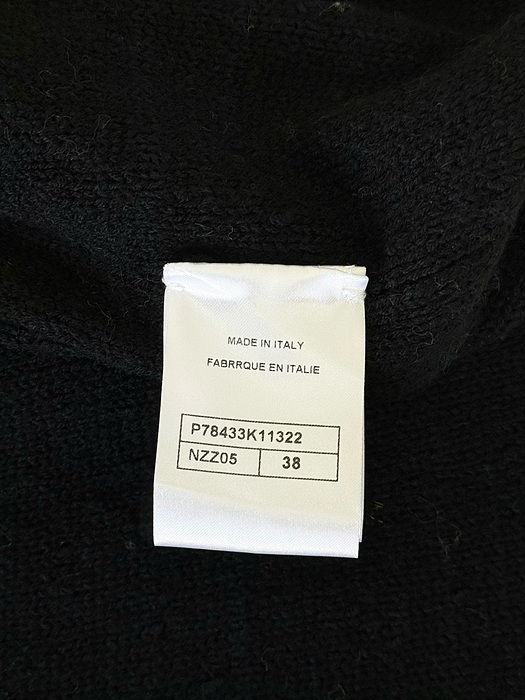 MADE IN ITALY
FABRRQUE EN ITALIE
P78433K11322
NZZ05 38